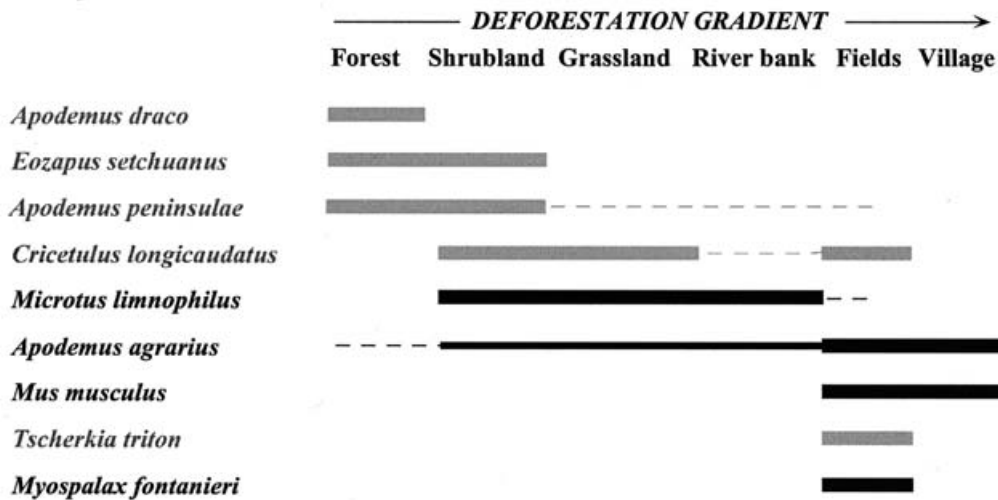 DEFORESTATION GRADIENT
Forest Shrubland Grassland River bank Fields Village
Apodemus draco
Eozapus setchuanus
Apodemus peninsulae
Cricetulus longicaudatus
Microtus limnophilus
Apodemus agrarius
Mus musculus
Tscherkia triton
Myospalax fontanieri